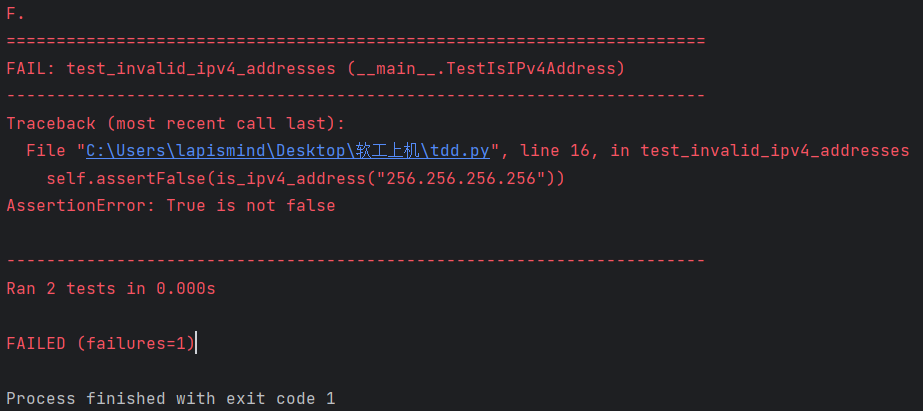 F.
======================================================================
FAIL: test_invalid_ipv4_addresses (__main__.TestIsIPv4Address)
----------------------------------------------------------------------
Traceback (most recent call last):
  File "C:\Users\lapismind\Desktop\软工上机\tdd.py", line 16, in test_invalid_ipv4_addresses
    self.assertFalse(is_ipv4_address("256.256.256.256"))
AssertionError: True is not false
----------------------------------------------------------------------
Ran 2 tests in 0.000s
FAILED (failures=1)
Process finished with exit code 1